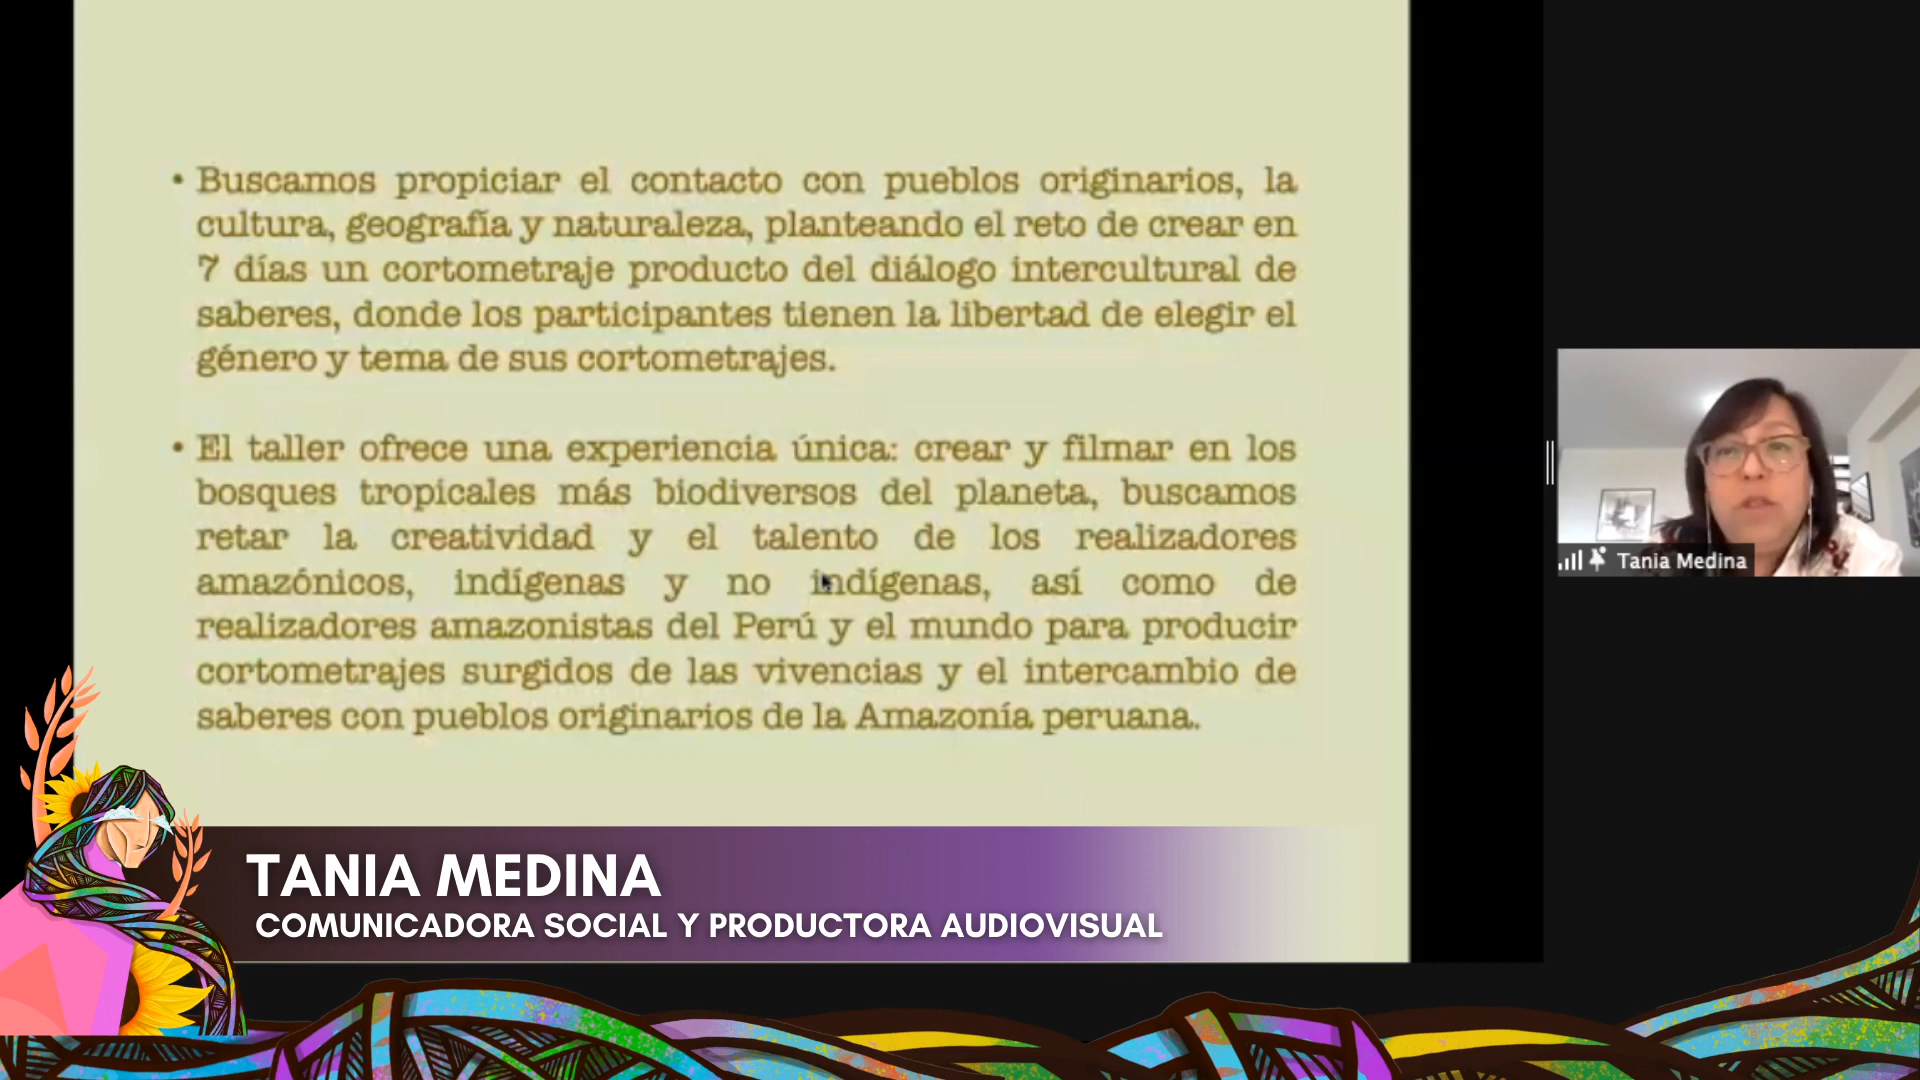 • Buscamos propiciar el contacto con pueblos originarios, la
cultura, geografía y naturaleza, planteando el reto de crear en
7 días un cortometraje producto del diálogo intercultural de
saberes, donde los participantes tienen la libertad de elegir el
género y tema de sus cortometrajes.
• El taller ofrece una experiencia única: crear y filmar en los
bosques tropicales más biodiversos del planeta, buscamos
retar la creatividad y el talento de los realizadores
amazónicos, indígenas y no indígenas, así como de
realizadores amazonistas del Perú y el mundo para producir
cortometrajes surgidos de las vivencias y el intercambio de
saberes con pueblos originarios de la Amazonía peruana.
Tania Medina
TANIA MEDINA
COMUNICADORA SOCIAL Y PRODUCTORA AUDIOVISUAL